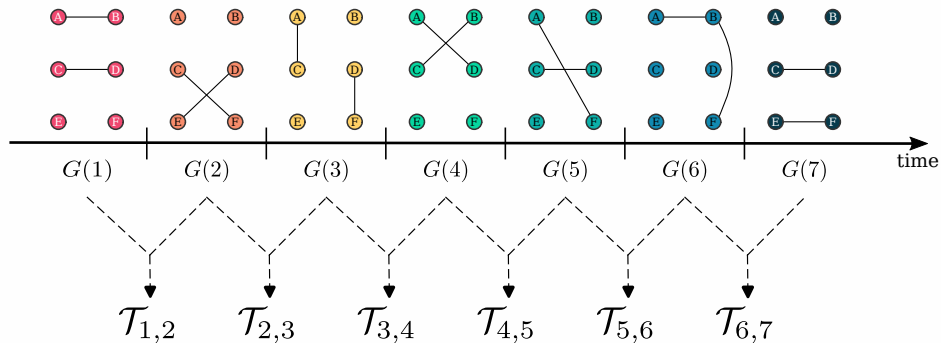 A B A B A B A B A B A B A B
C D C D C D C D C D C D C D
E F E F E F E F E F E F E F
time
G(1) G(2) G(3) G(4) G(5) G(6) G(7)
𝒯1,2 𝒯2,3 𝒯3,4 𝒯4,5 𝒯5,6 𝒯6,7